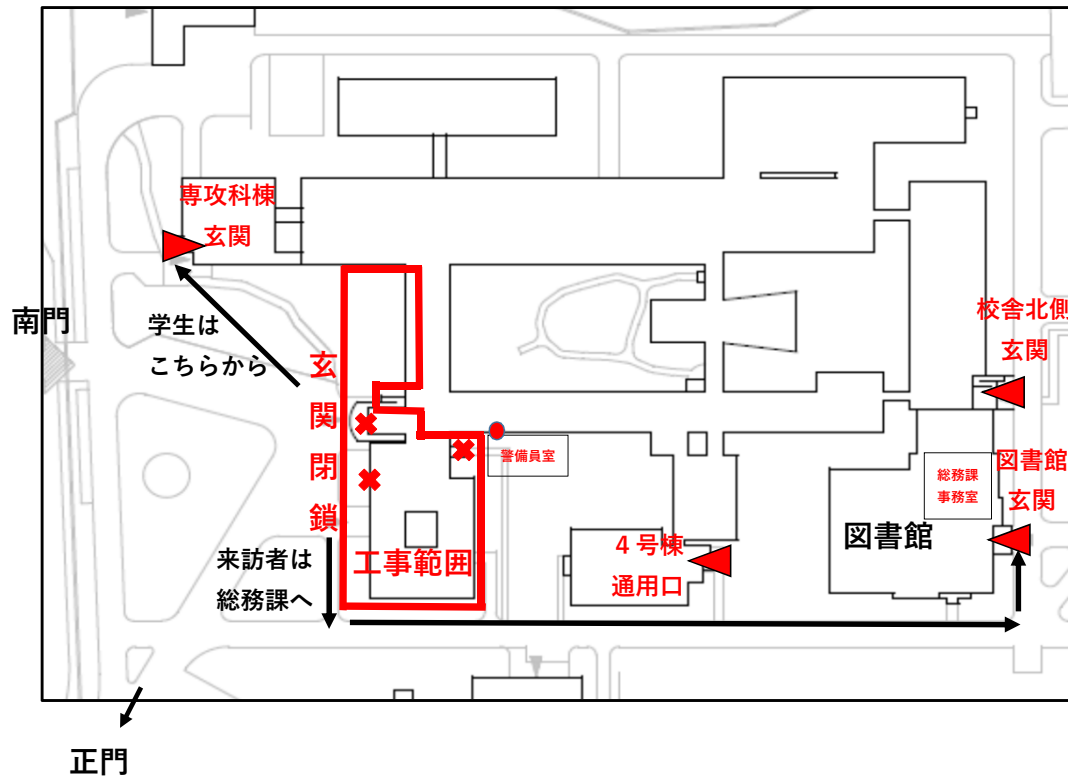 専攻科棟
玄関
南門
学生は
こちらから
玄
関
閉
鎖
校舎北側
玄関
警備員室
総務課
事務室
図書館
玄関
図書館
工事範囲
４号棟
通用口
来訪者は
総務課へ
正門